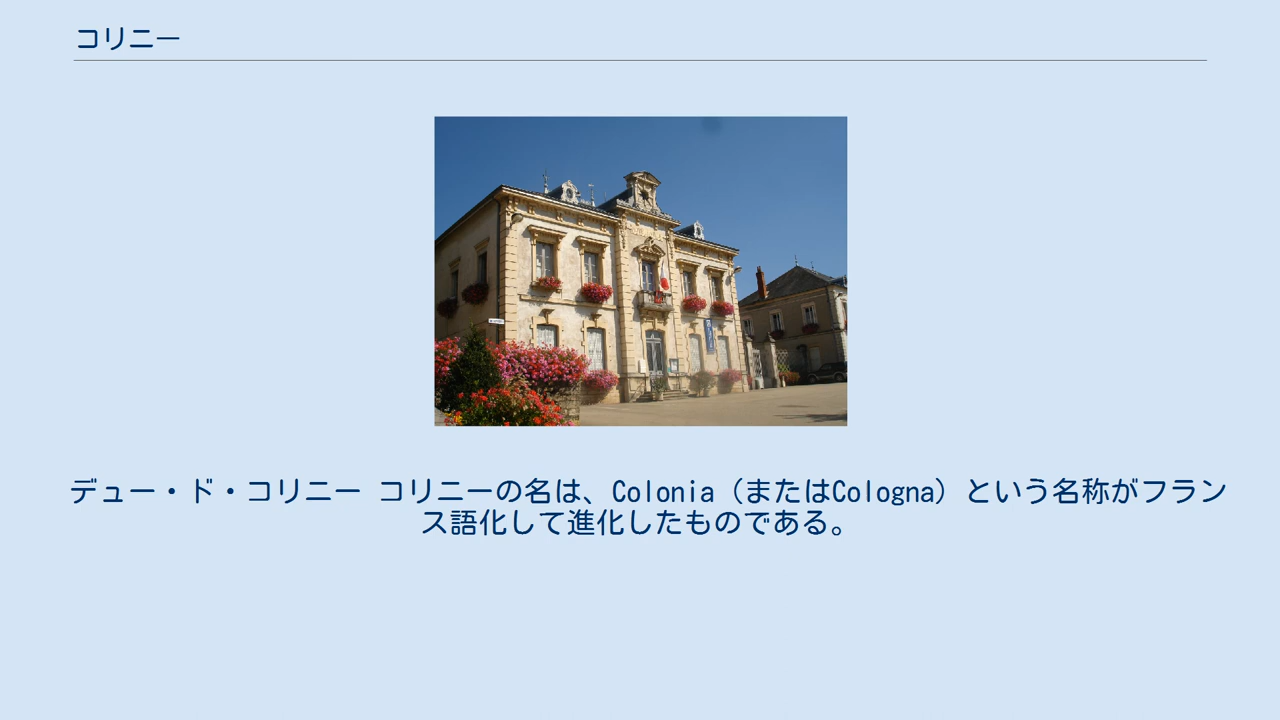 コリニー
デュー・ド・コリニー コリニーの名は、Colonia（またはCologna）という名称がフラン
ス語化して進化したものである。